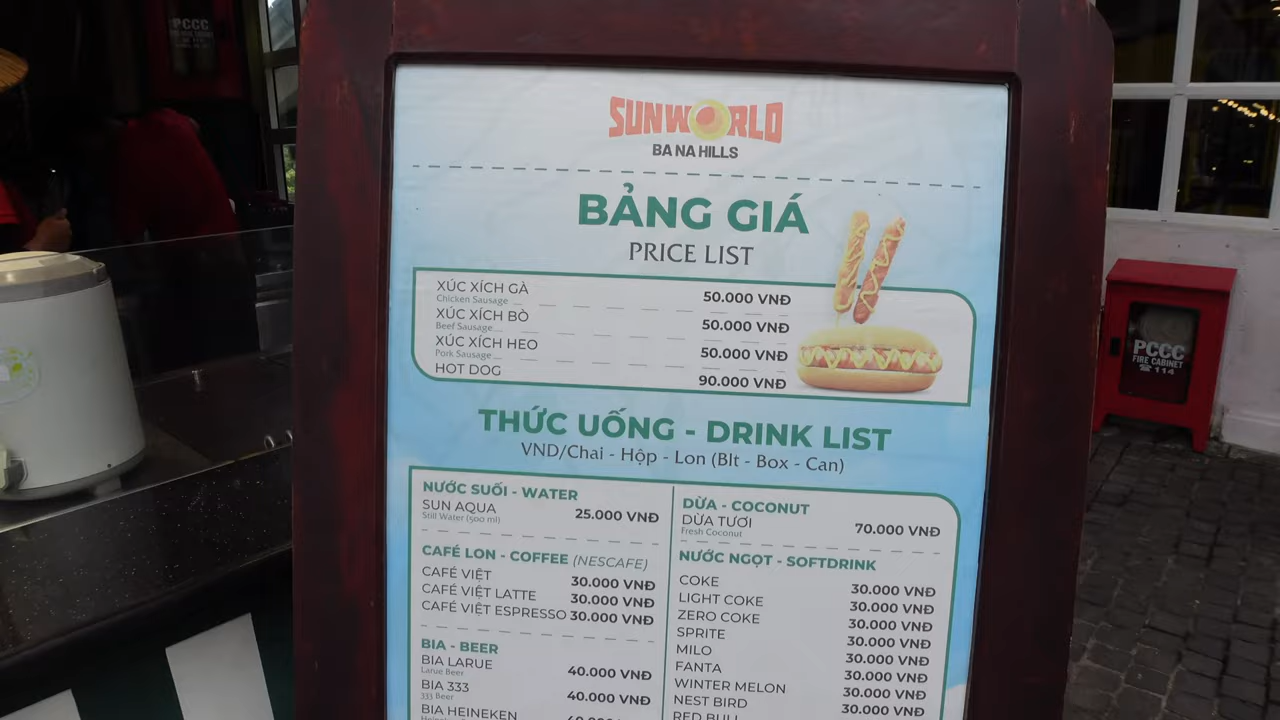 PCCC
SUNWORLD
BA NA HILLS
BẢNG GIÁ
PRICE LIST
XÚC XÍCH GÀ 50.000 VNĐ
Chicken Sausage
XÚC XÍCH BÒ 50.000 VNĐ
Beef Sausage
XÚC XÍCH HEO 50.000 VNĐ
Pork Sausage
HOT DOG 90.000 VNĐ
THỨC UỐNG - DRINK LIST
VND/Chai - Hộp - Lon (Blt - Box - Can)
NƯỚC SUỐI - WATER
SUN AQUA 25.000 VNĐ
Still Water (500 ml)
CAFÉ LON - COFFEE (NESCAFE)
CAFÉ VIỆT 30.000 VNĐ
CAFÉ VIỆT LATTE 30.000 VNĐ
CAFÉ VIỆT ESPRESSO 30.000 VNĐ
BIA - BEER
BIA LARUE 40.000 VNĐ
Larue Beer
BIA 333 40.000 VNĐ
333 Beer
BIA HEINEKEN
DỪA - COCONUT
DỪA TƯƠI 70.000 VNĐ
Fresh Coconut
NƯỚC NGỌT - SOFTDRINK
COKE 30.000 VNĐ
LIGHT COKE 30.000 VNĐ
ZERO COKE 30.000 VNĐ
SPRITE 30.000 VNĐ
MILO 30.000 VNĐ
FANTA 30.000 VNĐ
WINTER MELON 30.000 VNĐ
NEST BIRD 30.000 VNĐ
RED BULL
PCCC
FIRE CABINET
☎ 114